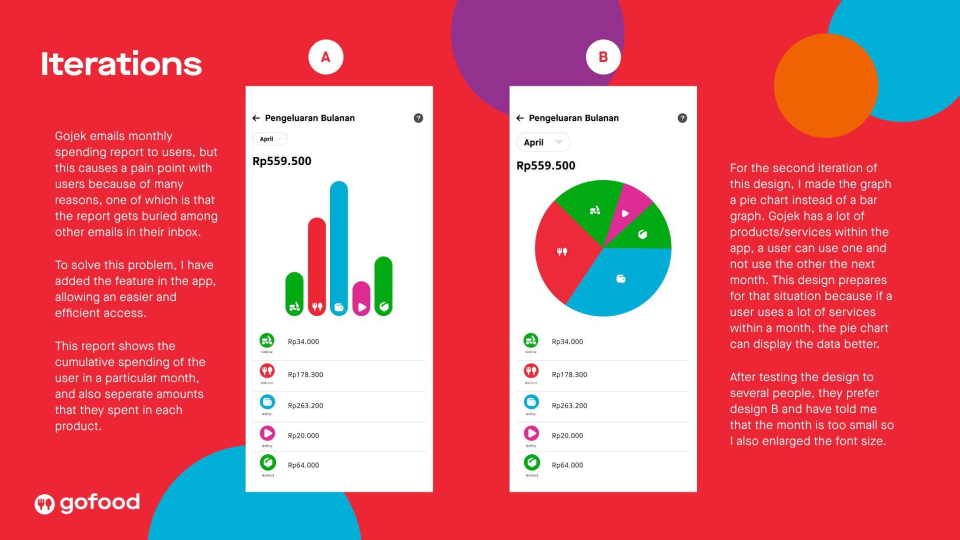 Iterations
Gojek emails monthly
spending report to users, but
this causes a pain point with
users because of many
reasons, one of which is that
the report gets buried among
other emails in their inbox.
To solve this problem, I have
added the feature in the app,
allowing an easier and
efficient access.
This report shows the
cumulative spending of the
user in a particular month,
and also seperate amounts
that they spent in each
product.
gofood
A
Pengeluaran Bulanan
?
April
Rp559.500
Rp34.000
Rp178.300
Rp263.200
Rp20.000
Rp64.000
B
Pengeluaran Bulanan
?
April
Rp559.500
Rp34.000
Rp178.300
Rp263.200
Rp20.000
Rp64.000
For the second iteration of
this design, I made the graph
a pie chart instead of a bar
graph. Gojek has a lot of
products/services within the
app, a user can use one and
not use the other the next
month. This design prepares
for that situation because if a
user uses a lot of services
within a month, the pie chart
can display the data better.
After testing the design to
several people, they prefer
design B and have told me
that the month is too small so
I also enlarged the font size.